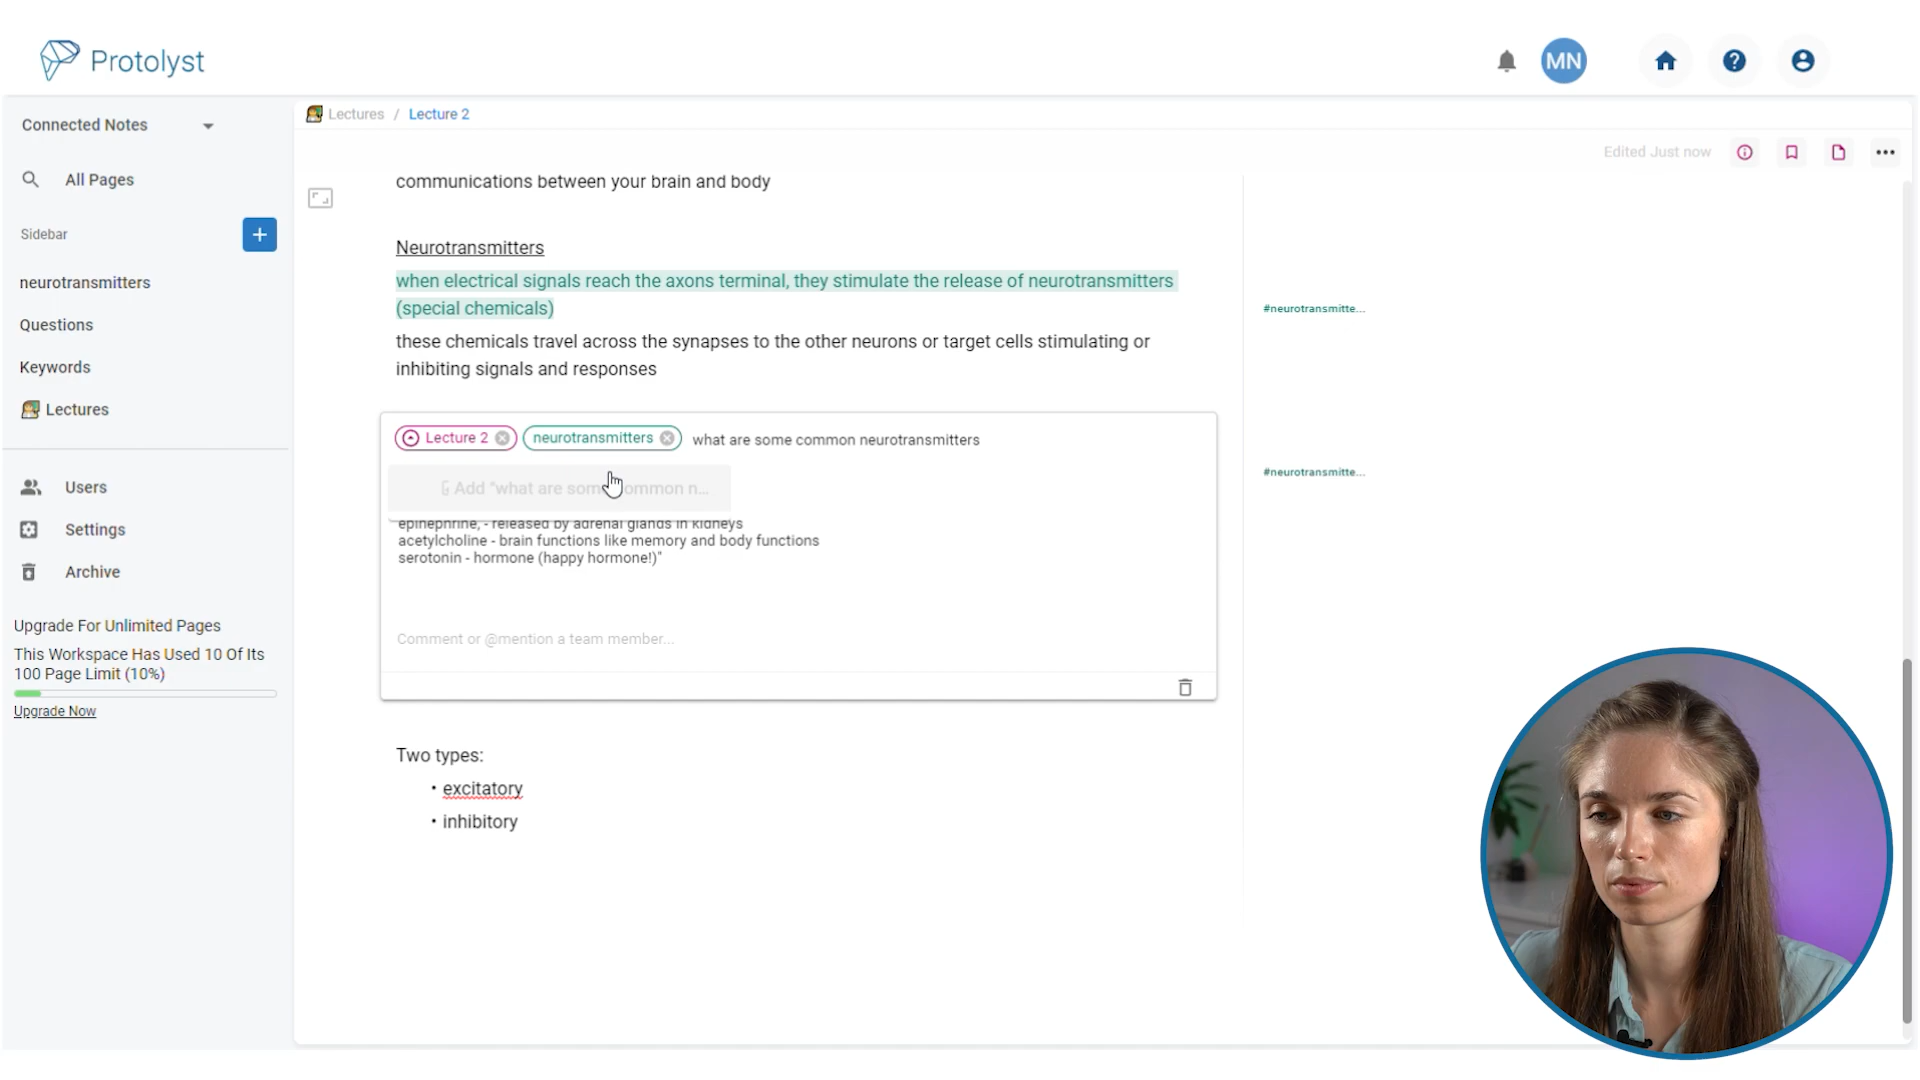 Protolyst
MN
Connected Notes
All Pages
Sidebar
neurotransmitters
Questions
Keywords
Lectures
Users
Settings
Archive
Upgrade For Unlimited Pages
This Workspace Has Used 10 Of Its
100 Page Limit (10%)
Upgrade Now
Lectures / Lecture 2
Edited Just now
communications between your brain and body
Neurotransmitters
when electrical signals reach the axons terminal, they stimulate the release of neurotransmitters
(special chemicals)
#neurotransmitte...
these chemicals travel across the synapses to the other neurons or target cells stimulating or
inhibiting signals and responses
Lecture 2 neurotransmitters what are some common neurotransmitters
#neurotransmitte...
Add "what are some common n...
epinephrine, - released by adrenal glands in kidneys
acetylcholine - brain functions like memory and body functions
serotonin - hormone (happy hormone!)"
Comment or @mention a team member...
Two types:
• excitatory
• inhibitory